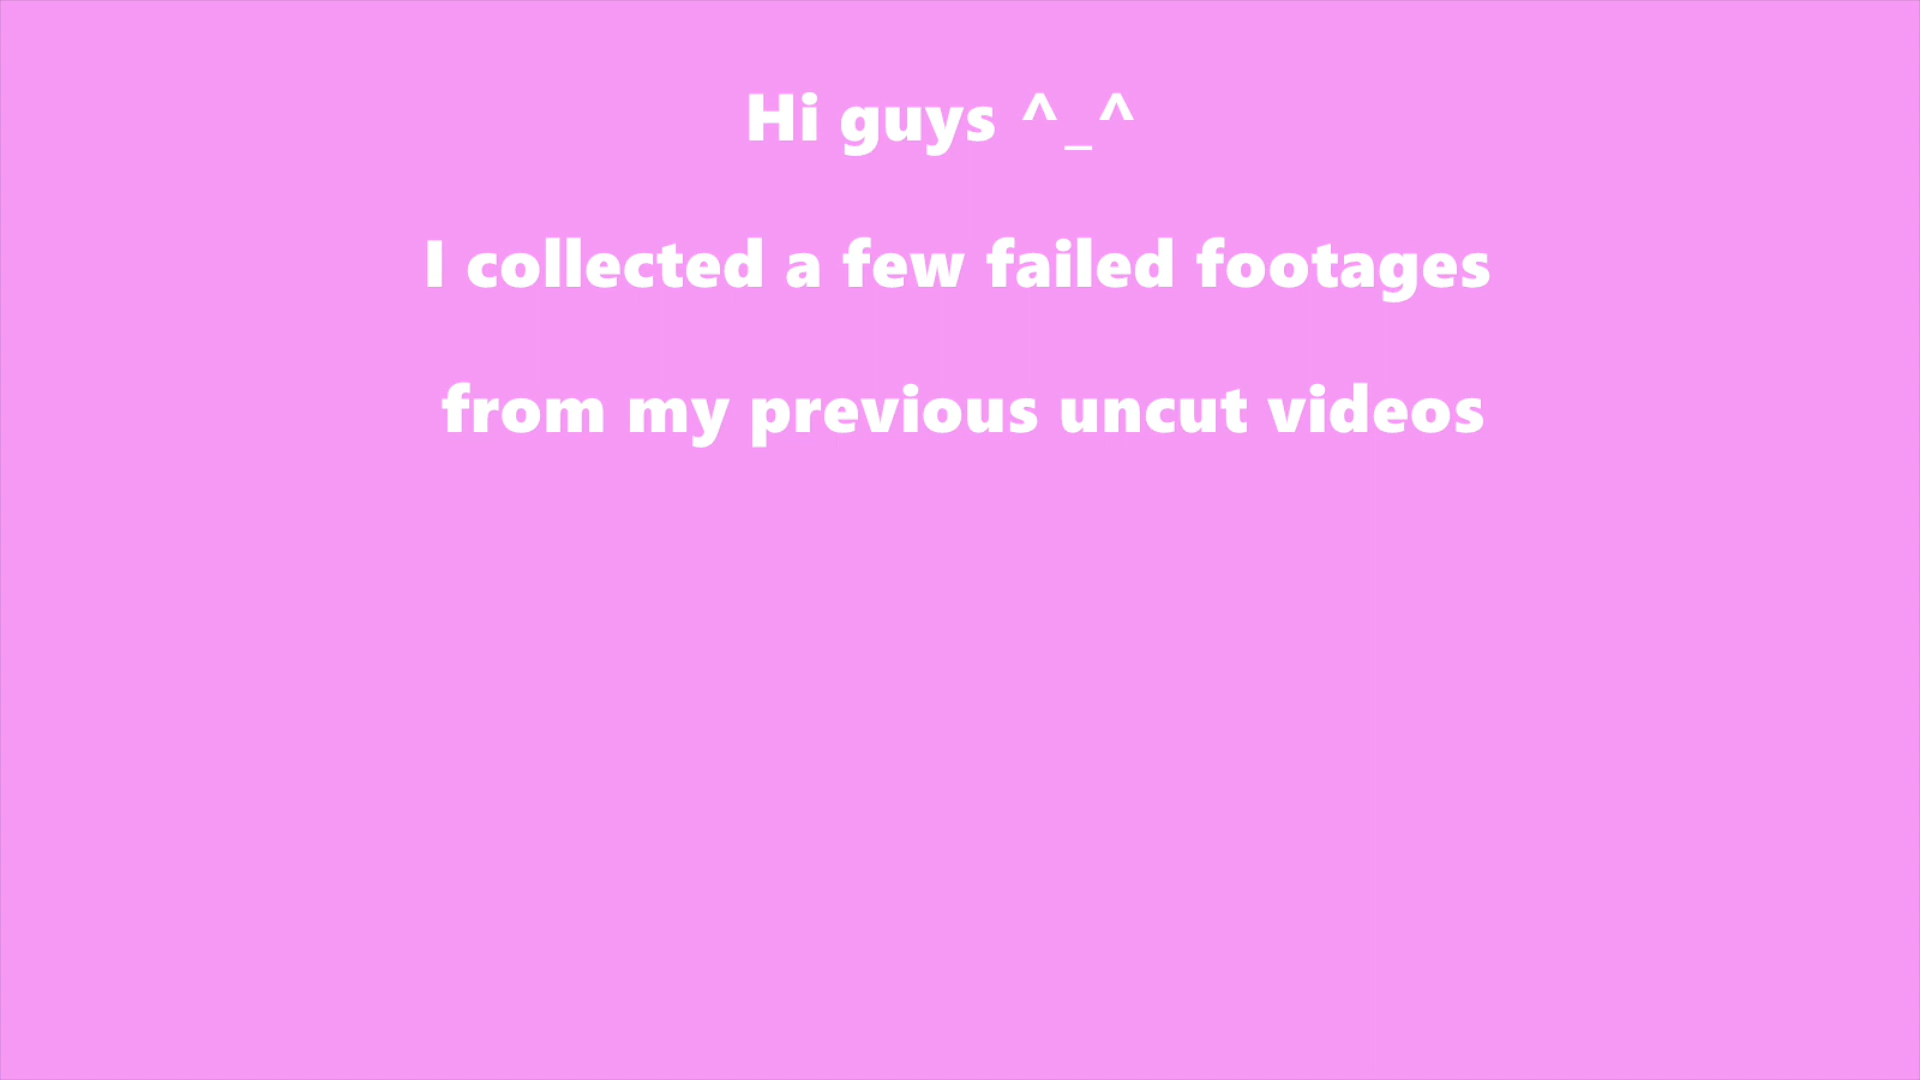 Hi guys ^_^
I collected a few failed footages
from my previous uncut videos